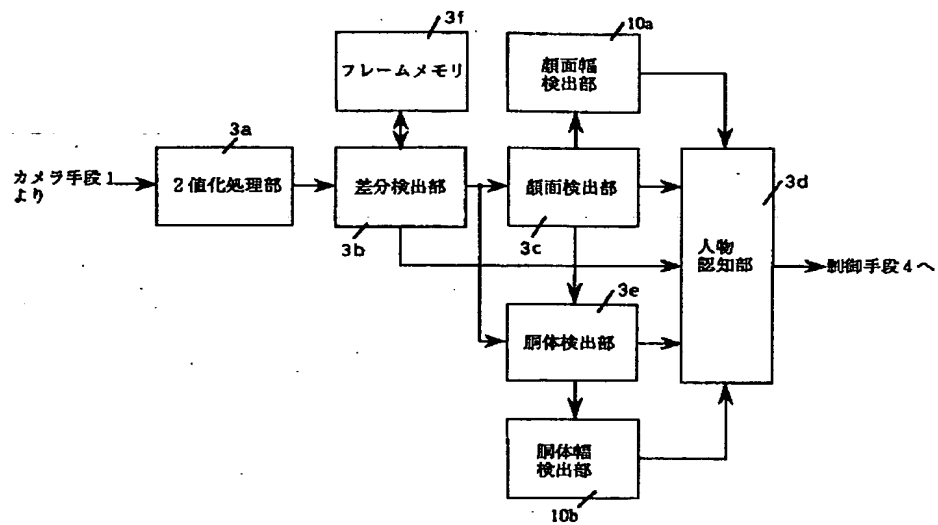 3f
フレームメモリ
10a
顔面幅
検出部
3a
カメラ手段1
より
2値化処理部
差分検出部
3b
顔面検出部
3c
3d
人物
認知部
制御手段4へ
3e
胴体検出部
胴体幅
検出部
10b